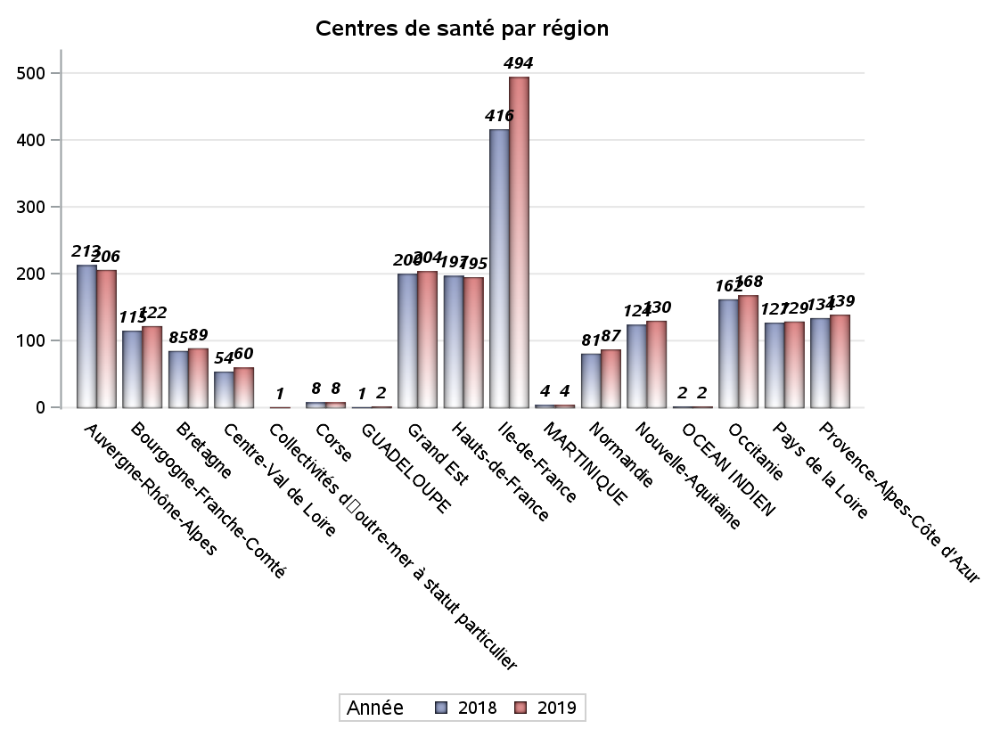 Centres de santé par région
500
400
300
200
100
0
213 206
115 122
85 89
54 60
1
8 8
1 2
200 204
197 195
416 494
4 4
81 87
124 130
2 2
162 168
127 129
134 139
Auvergne-Rhône-Alpes
Bourgogne-Franche-Comté
Bretagne
Centre-Val de Loire
Collectivités d▯outre-mer à statut particulier
Corse
GUADELOUPE
Grand Est
Hauts-de-France
Ile-de-France
MARTINIQUE
Normandie
Nouvelle-Aquitaine
OCEAN INDIEN
Occitanie
Pays de la Loire
Provence-Alpes-Côte d'Azur
Année 2018 2019